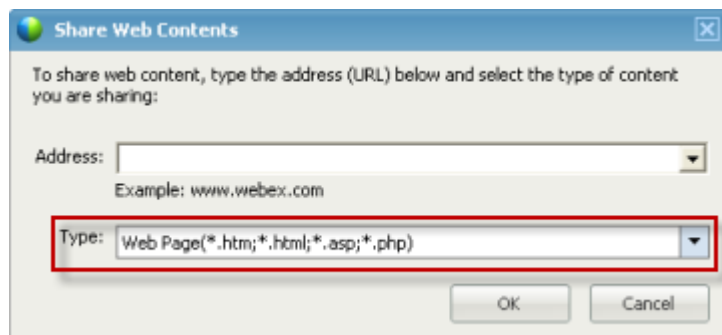 Share Web Contents
To share web content, type the address (URL) below and select the type of content
you are sharing:
Address:
Example: www.webex.com
Type: Web Page(*.htm;*.html;*.asp;*.php)
OK Cancel